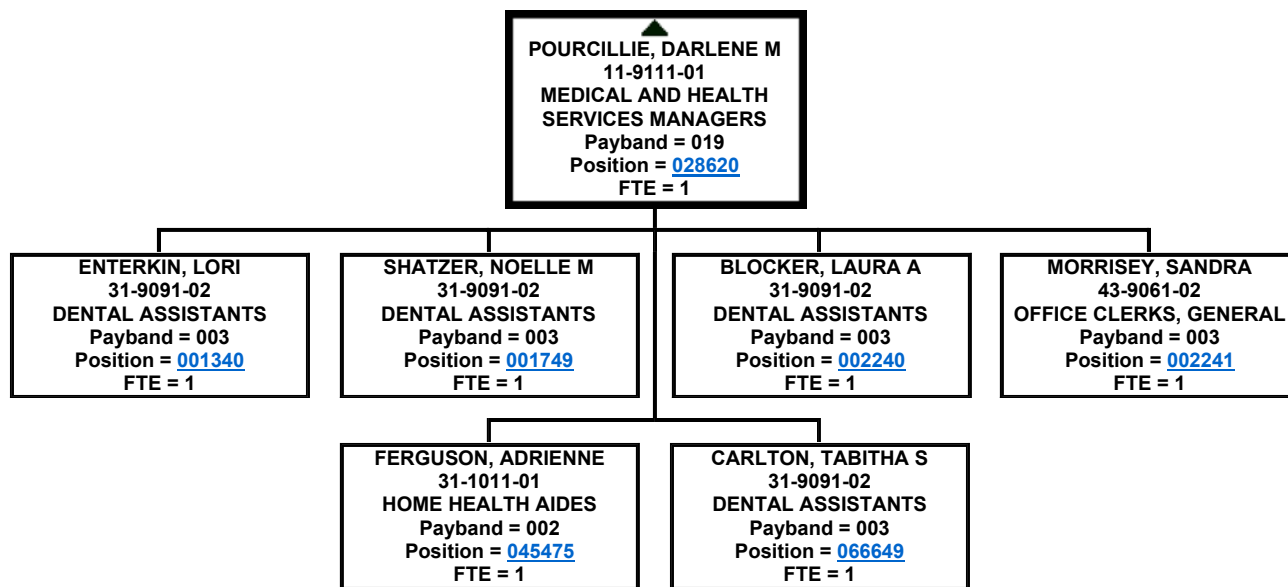 POURCILLIE, DARLENE M
11-9111-01
MEDICAL AND HEALTH
SERVICES MANAGERS
Payband = 019
Position = 028620
FTE = 1
ENTERKIN, LORI
31-9091-02
DENTAL ASSISTANTS
Payband = 003
Position = 001340
FTE = 1
SHATZER, NOELLE M
31-9091-02
DENTAL ASSISTANTS
Payband = 003
Position = 001749
FTE = 1
BLOCKER, LAURA A
31-9091-02
DENTAL ASSISTANTS
Payband = 003
Position = 002240
FTE = 1
MORRISEY, SANDRA
43-9061-02
OFFICE CLERKS, GENERAL
Payband = 003
Position = 002241
FTE = 1
FERGUSON, ADRIENNE
31-1011-01
HOME HEALTH AIDES
Payband = 002
Position = 045475
FTE = 1
CARLTON, TABITHA S
31-9091-02
DENTAL ASSISTANTS
Payband = 003
Position = 066649
FTE = 1